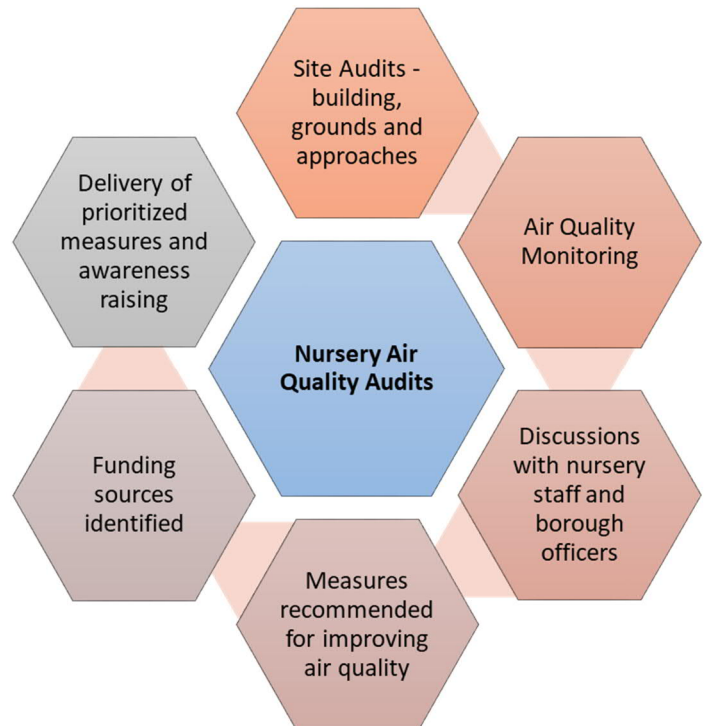 Site Audits -
building,
grounds and
approaches
Air Quality
Monitoring
Discussions
with nursery
staff and
borough
officers
Measures
recommended
for improving
air quality
Funding
sources
identified
Delivery of
prioritized
measures and
awareness
raising
Nursery Air
Quality Audits